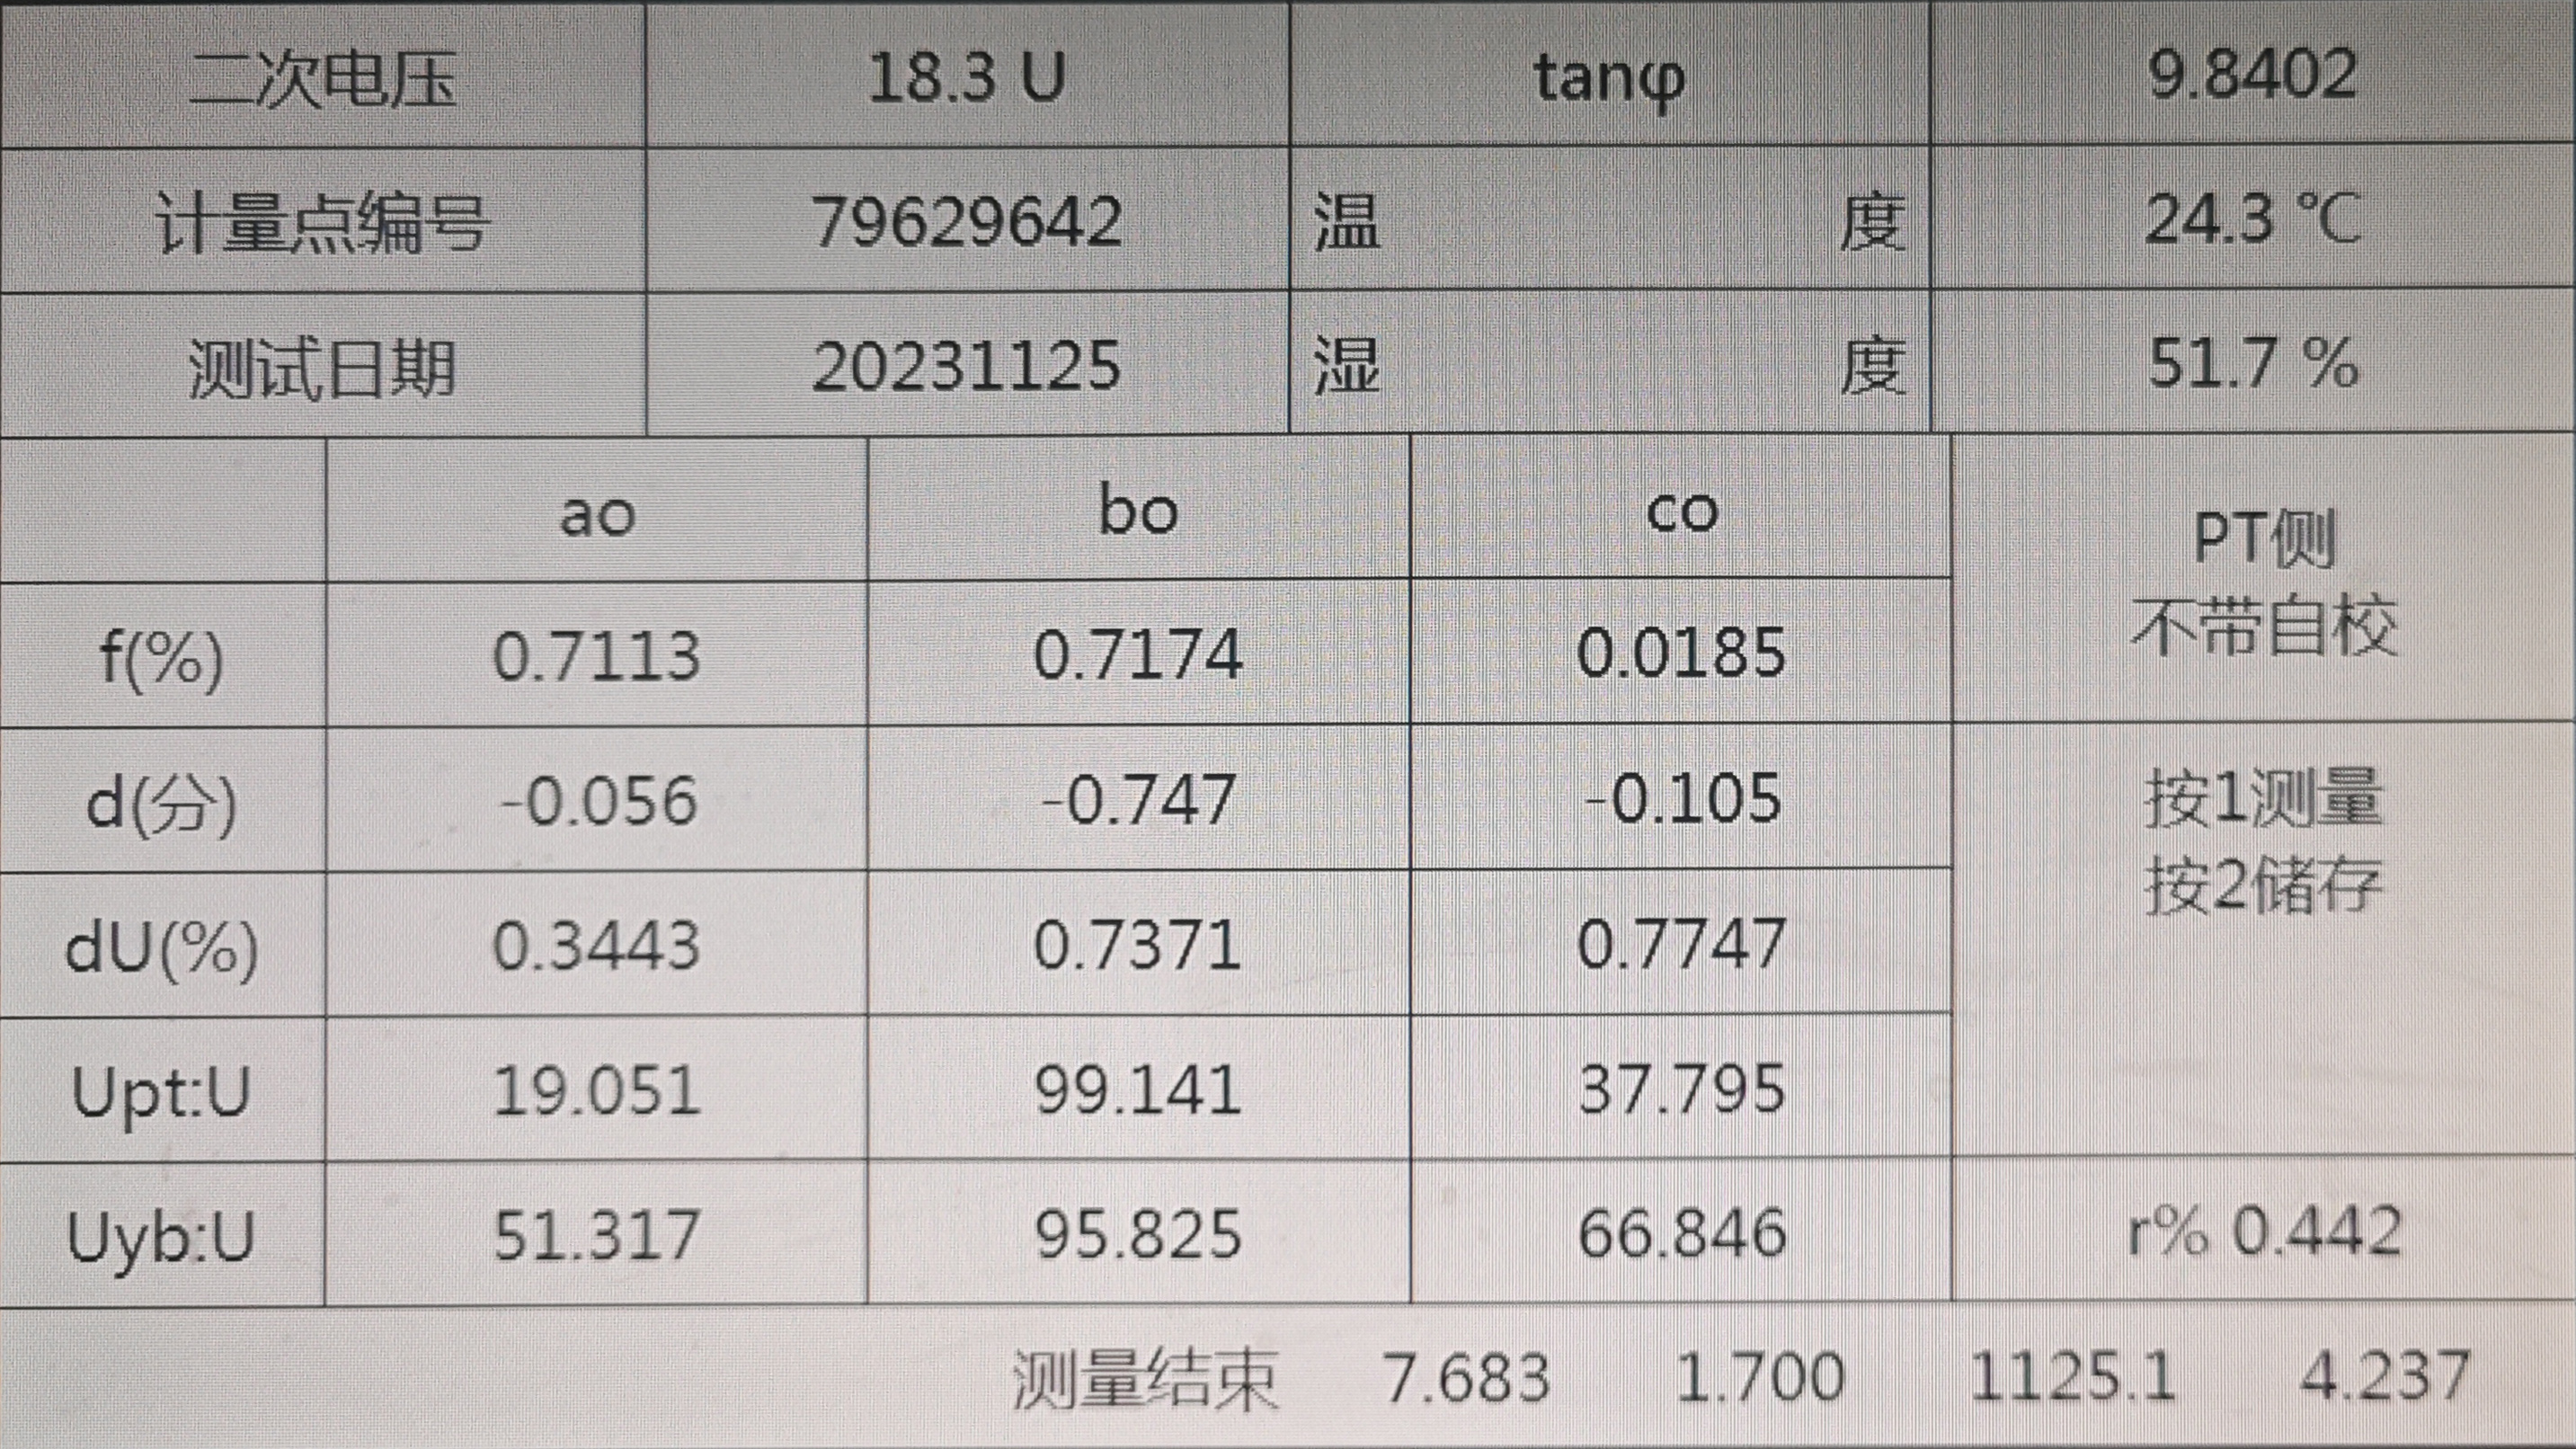 二次电压 18.3 U tanφ 9.8402
计量点编号 79629642 温 度 24.3 ℃
测试日期 20231125 湿 度 51.7 %
ao bo co PT侧
不带自校
f(%) 0.7113 0.7174 0.0185
d(分) -0.056 -0.747 -0.105 按1测量
按2储存
dU(%) 0.3443 0.7371 0.7747
Upt:U 19.051 99.141 37.795
Uyb:U 51.317 95.825 66.846 r% 0.442
测量结束 7.683 1.700 1125.1 4.237